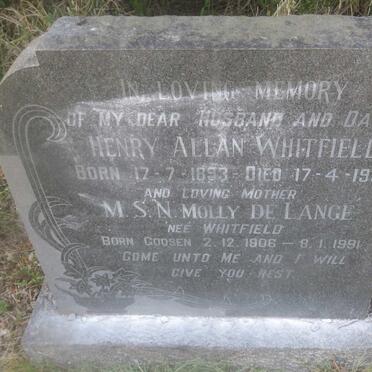 IN LOVING MEMORY
OF MY DEAR HUSBAND AND DA
HENRY ALLAN WHITFIELD
BORN 17-7-1893-DIED 17-4-19
AND LOVING MOTHER
M.S.N. MOLLY DE LANGE
NEÉ WHITFIELD
BORN GOOSEN 2.12.1906 - 8.1.1991
COME UNTO ME AND I WILL
GIVE YOU REST.